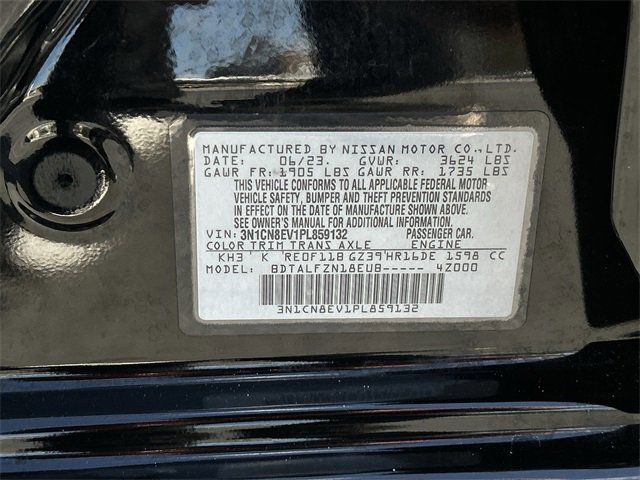 MANUFACTURED BY NISSAN MOTOR CO.,LTD.
DATE: 06/23. GVWR: 3624 LBS
GAWR FR: 1905 LBS GAWR RR: 1735 LBS
THIS VEHICLE CONFORMS TO ALL APPLICABLE FEDERAL MOTOR
VEHICLE SAFETY, BUMPER AND THEFT PREVENTION STANDARDS
IN EFFECT ON THE DATE OF MANUFACTURE SHOWN ABOVE.
SEE OWNER'S MANUAL FOR ADDITIONAL INFORMATION.
VIN: 3N1CN8EV1PL859132 PASSENGER CAR.
COLOR TRIM TRANS AXLE ENGINE
KH3 ' K ' RE0F11B GZ39 ' HR16DE 1598 CC
MODEL: BDTALFZN18EUB----- 4Z000
3N1CN8EV1PL859132